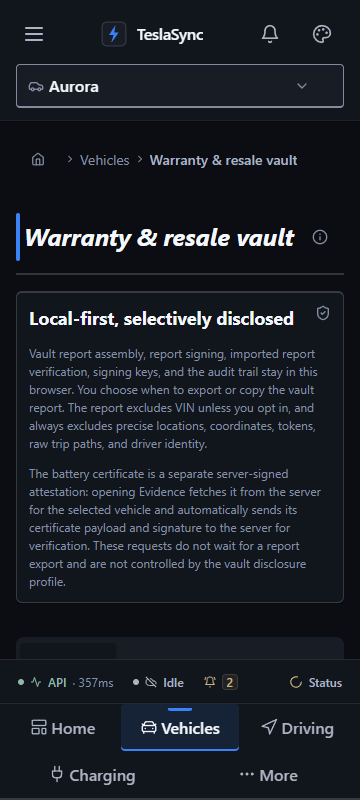 TeslaSync
Aurora
Vehicles
Warranty & resale vault
Warranty & resale vault
Local-first, selectively disclosed
Vault report assembly, report signing, imported report
verification, signing keys, and the audit trail stay in this
browser. You choose when to export or copy the vault
report. The report excludes VIN unless you opt in, and
always excludes precise locations, coordinates, tokens,
raw trip paths, and driver identity.
The battery certificate is a separate server-signed
attestation: opening Evidence fetches it from the server
for the selected vehicle and automatically sends its
certificate payload and signature to the server for
verification. These requests do not wait for a report
export and are not controlled by the vault disclosure
profile.
API · 357ms Idle 2 Status
Home Vehicles Driving
Charging More